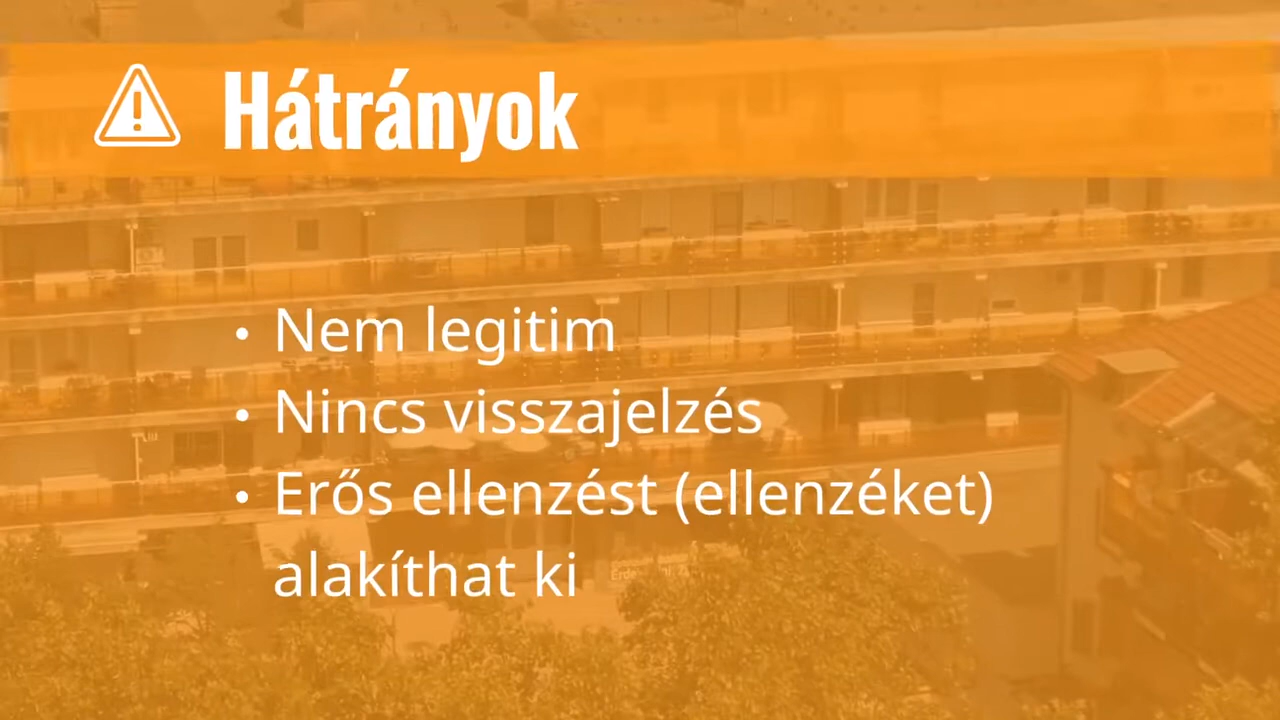 Hátrányok
• Nem legitim
• Nincs visszajelzés
• Erős ellenzést (ellenzéket)
alakíthat ki